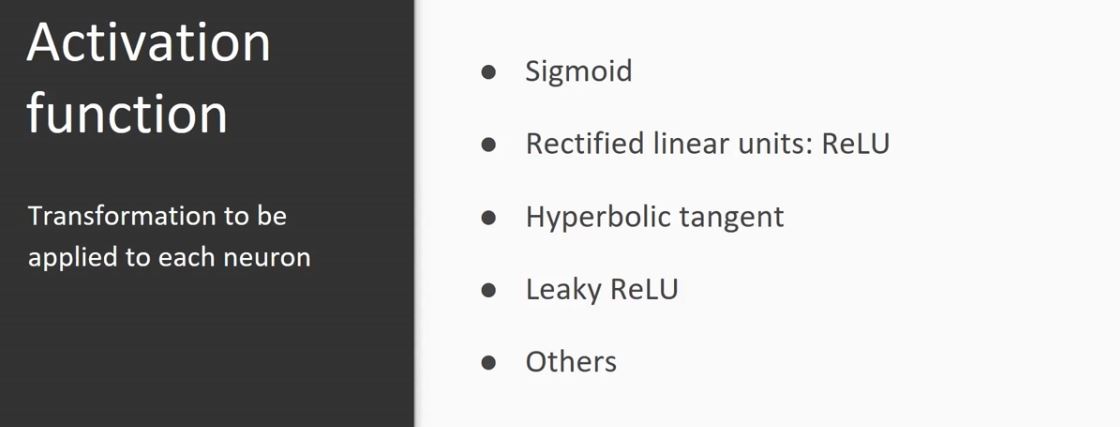 Activation
function
Transformation to be
applied to each neuron
● Sigmoid
● Rectified linear units: ReLU
● Hyperbolic tangent
● Leaky ReLU
● Others